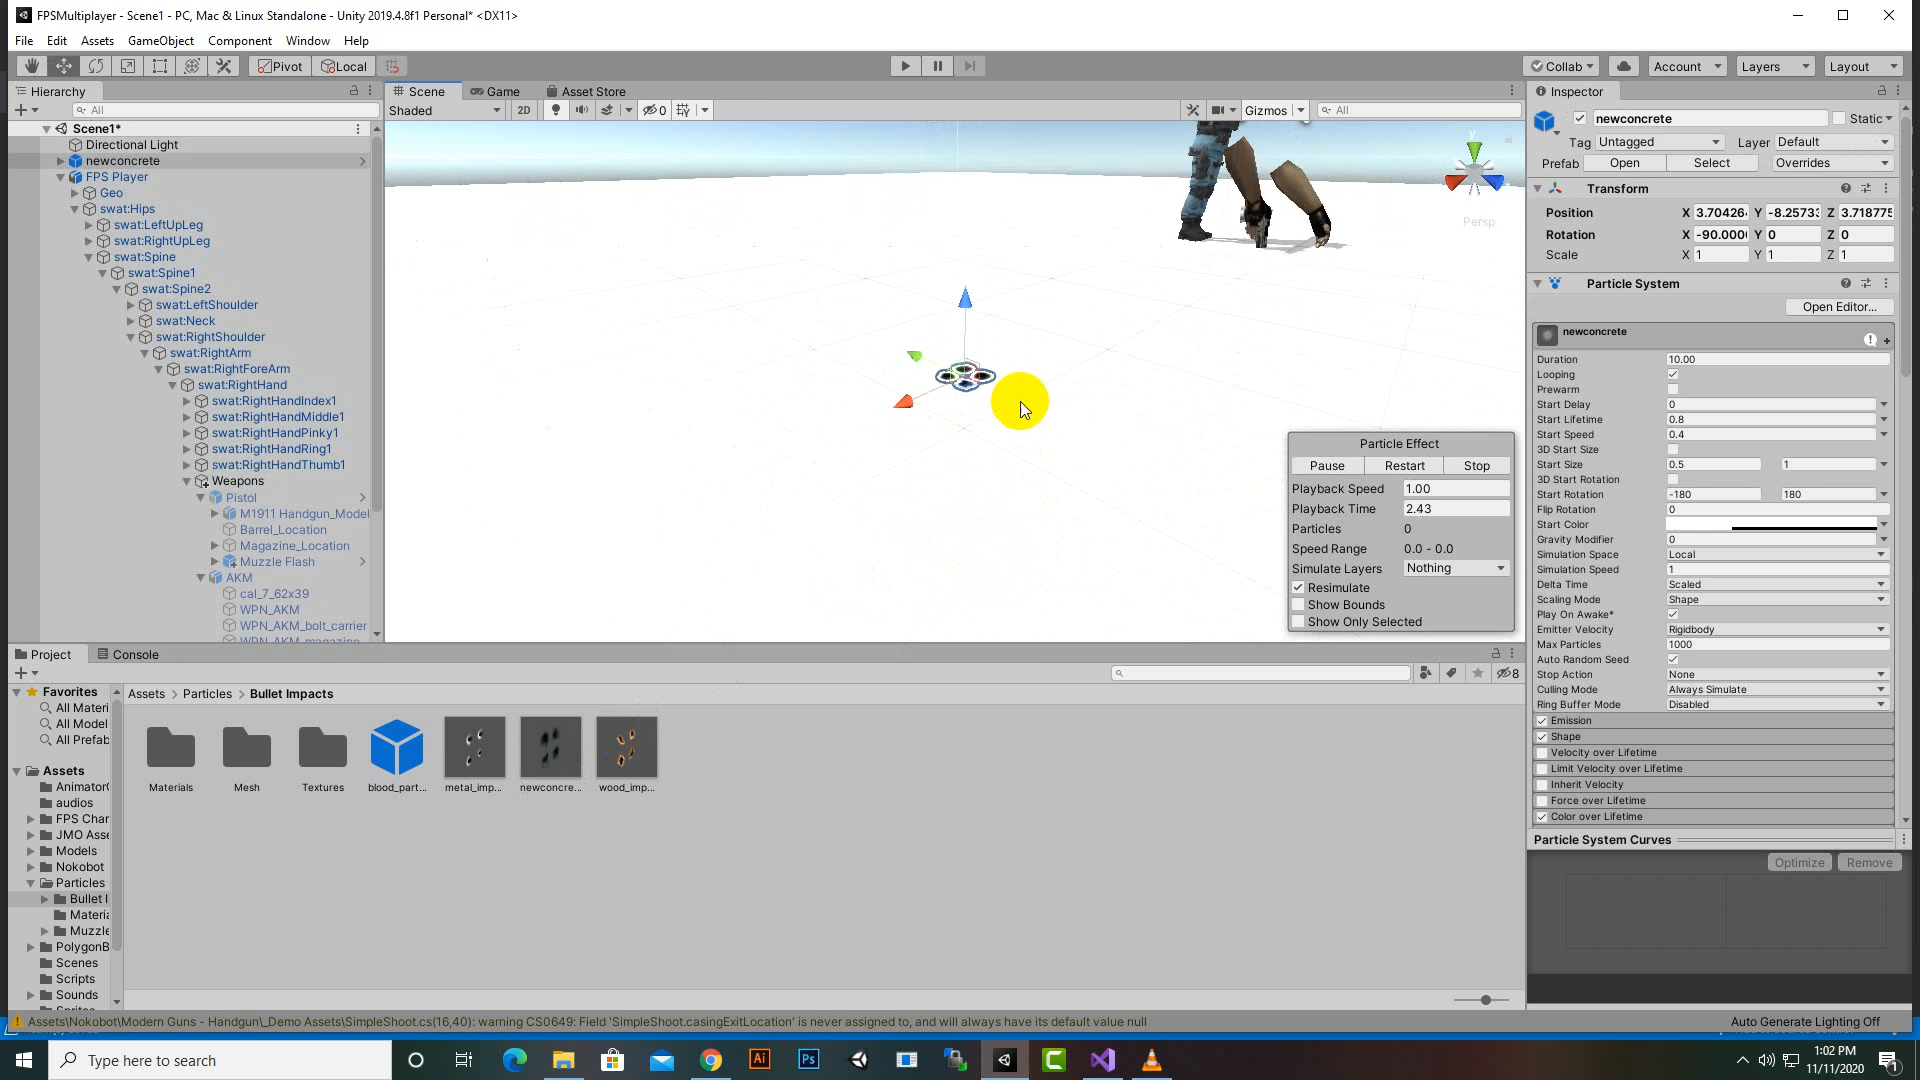 FPSMultiplayer - Scene1 - PC, Mac & Linux Standalone - Unity 2019.4.8f1 Personal* <DX11>
File Edit Assets GameObject Component Window Help
Pivot Local Collab Account Layers Layout
Hierarchy
All
Scene1*
Directional Light
newconcrete
FPS Player
Geo
swat:Hips
swat:LeftUpLeg
swat:RightUpLeg
swat:Spine
swat:Spine1
swat:Spine2
swat:LeftShoulder
swat:Neck
swat:RightShoulder
swat:RightArm
swat:RightForeArm
swat:RightHand
swat:RightHandIndex1
swat:RightHandMiddle1
swat:RightHandPinky1
swat:RightHandRing1
swat:RightHandThumb1
Weapons
Pistol
M1911 Handgun_Model
Barrel_Location
Magazine_Location
Muzzle Flash
AKM
cal_7_62x39
WPN_AKM
WPN_AKM_bolt_carrier
WPN_AKM_magazine
Scene Game Asset Store
Shaded 2D 0 Gizmos All
y
Persp
Particle Effect
Pause Restart Stop
Playback Speed 1.00
Playback Time 2.43
Particles 0
Speed Range 0.0 - 0.0
Simulate Layers Nothing
Resimulate
Show Bounds
Show Only Selected
Inspector
newconcrete Static
Tag Untagged Layer Default
Prefab Open Select Overrides
Transform
Position X 3.70426 Y -8.2573 Z 3.718775
Rotation X -90.000 Y 0 Z 0
Scale X 1 Y 1 Z 1
Particle System
Open Editor...
newconcrete
Duration 10.00
Looping
Prewarm
Start Delay 0
Start Lifetime 0.8
Start Speed 0.4
3D Start Size
Start Size 0.5 1
3D Start Rotation
Start Rotation -180 180
Flip Rotation 0
Start Color
Gravity Modifier 0
Simulation Space Local
Simulation Speed 1
Delta Time Scaled
Scaling Mode Shape
Play On Awake*
Emitter Velocity Rigidbody
Max Particles 1000
Auto Random Seed
Stop Action None
Culling Mode Always Simulate
Ring Buffer Mode Disabled
Emission
Shape
Velocity over Lifetime
Limit Velocity over Lifetime
Inherit Velocity
Force over Lifetime
Color over Lifetime
Particle System Curves
Optimize Remove
Project Console
8
Favorites
All Materi
All Model
All Prefab
Assets
Animator
audios
FPS Char
JMO Asse
Models
Nokobot
Particles
Bullet I
Materia
Muzzle
PolygonB
Scenes
Scripts
Sounds
Assets > Particles > Bullet Impacts
Materials Mesh Textures blood_part... metal_imp... newconcre... wood_imp...
Assets\Nokobot\Modern Guns - Handgun\_Demo Assets\SimpleShoot.cs(16,40): warning CS0649: Field 'SimpleShoot.casingExitLocation' is never assigned to, and will always have its default value null
Auto Generate Lighting Off
Type here to search
Ai Ps
1:02 PM
11/11/2020
1